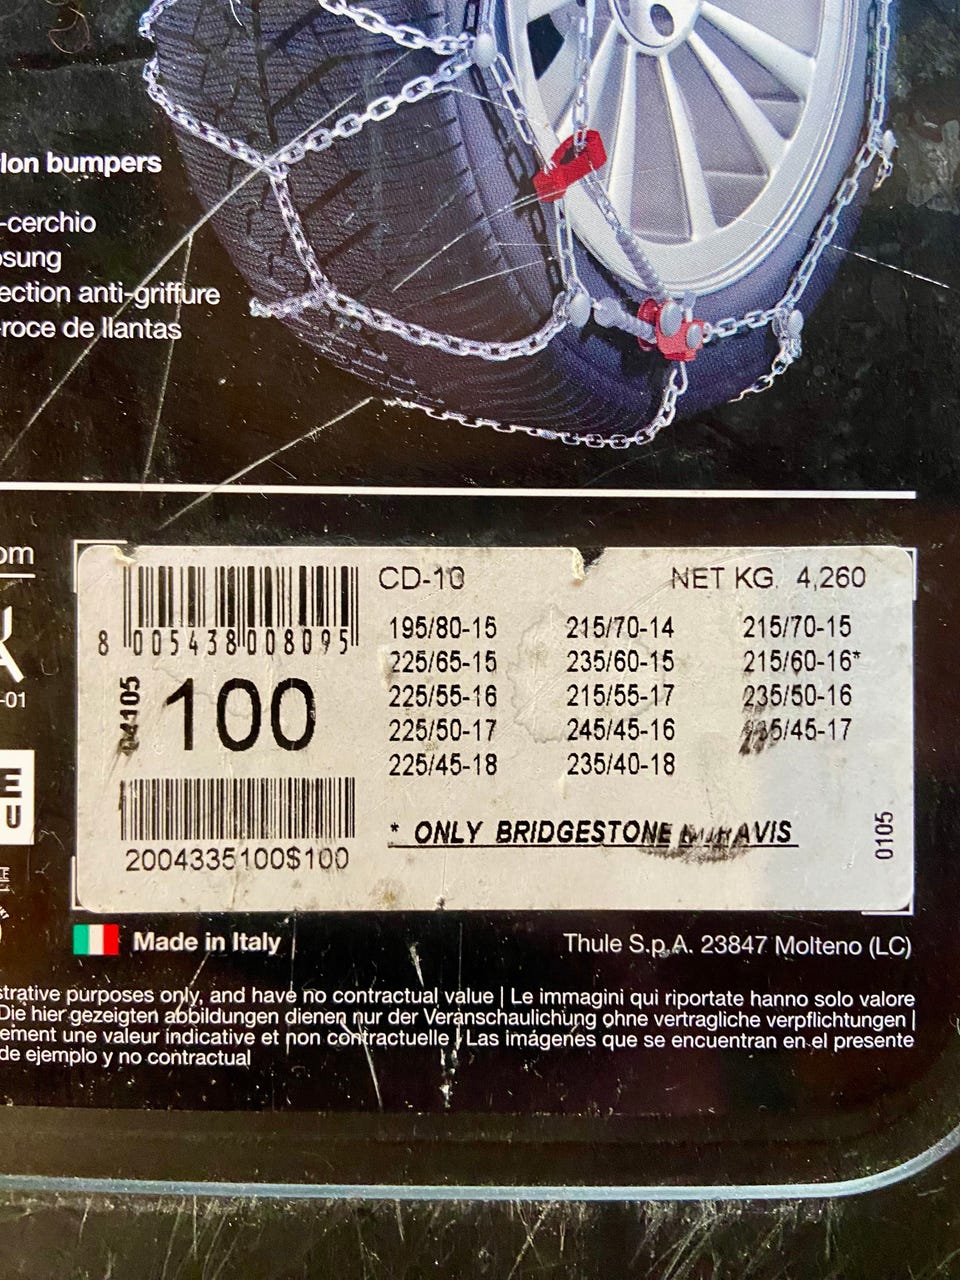 lon bumpers
-cerchio
osung
ection anti-griffure
-roce de llantas
om
-01
E
U
CD-10 NET KG. 4,260
8 005438 008095
195/80-15 215/70-14 215/70-15
225/65-15 235/60-15 215/60-16*
225/55-16 215/55-17 235/50-16
225/50-17 245/45-16 /45-17
225/45-18 235/40-18
04105
100
* ONLY BRIDGESTONE
2004335100$100
0105
Made in Italy
Thule S.p.A. 23847 Molteno (LC)
strative purposes only, and have no contractual value | Le immagini qui riportate hanno solo valore
Die hier gezeigten abbildungen dienen nur der Veranschaulichung ohne vertragliche verpflichtungen |
ement une valeur indicative et non contractuelle | Las imágenes que se encuentran en el presente
de ejemplo y no contractual